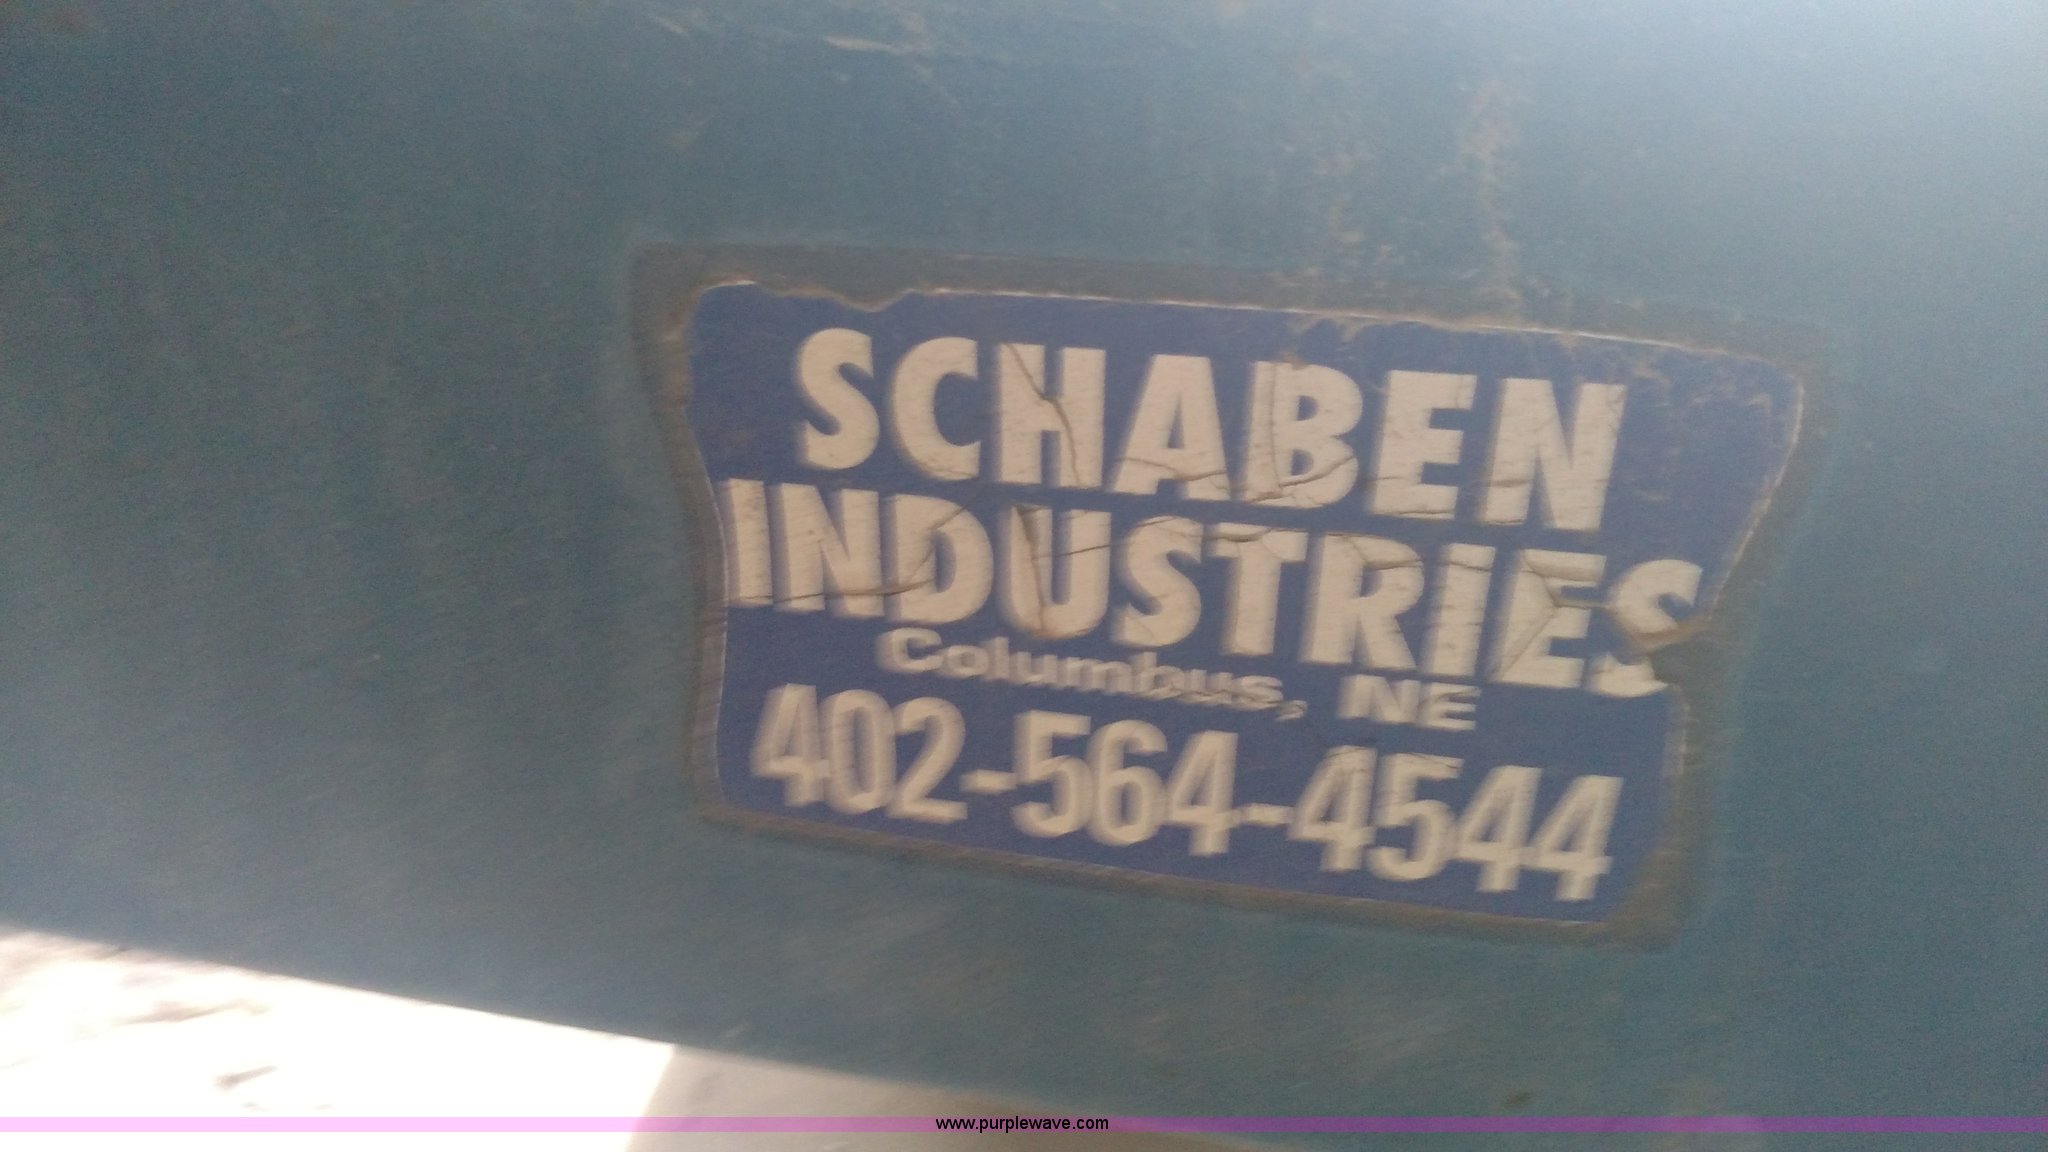 SCHABEN
INDUSTRIES
Columbus, NE
402-564-4544
www.purplewave.com